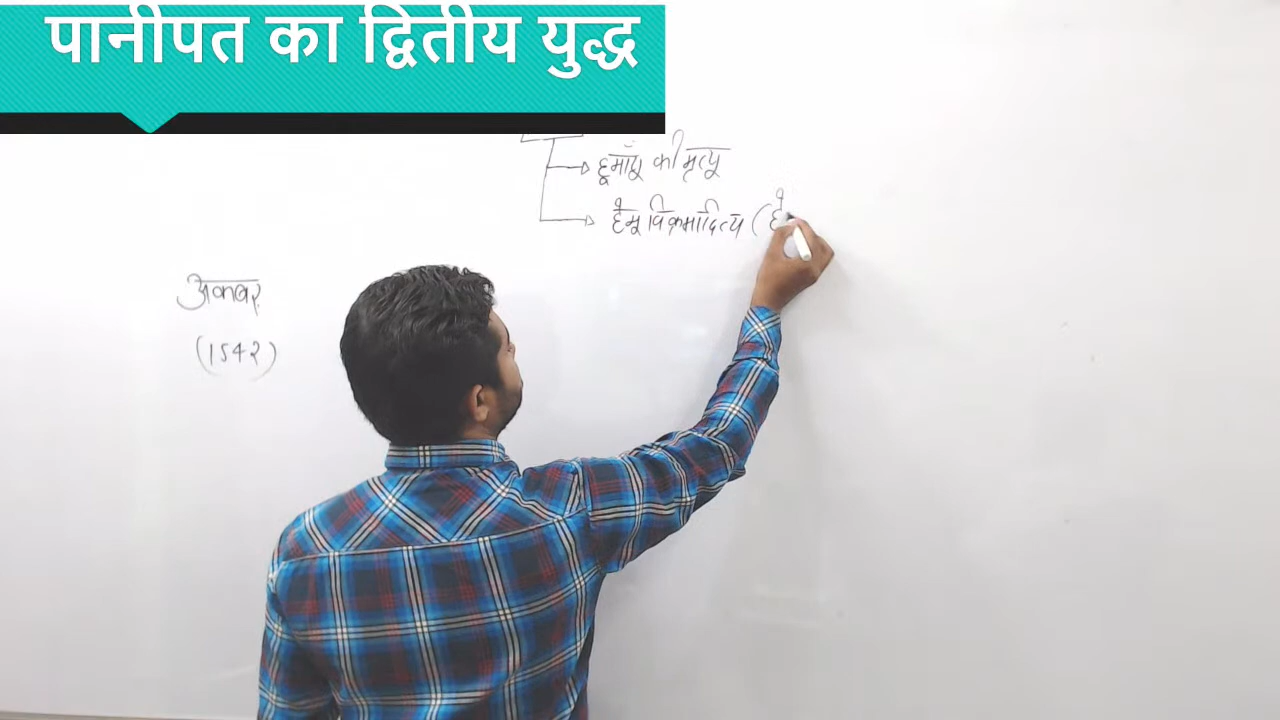 पानीपत का द्वितीय युद्ध
हूमाँयू की मृत्यू
हेमू विक्रमादित्य (हे
अकबर
(1542)